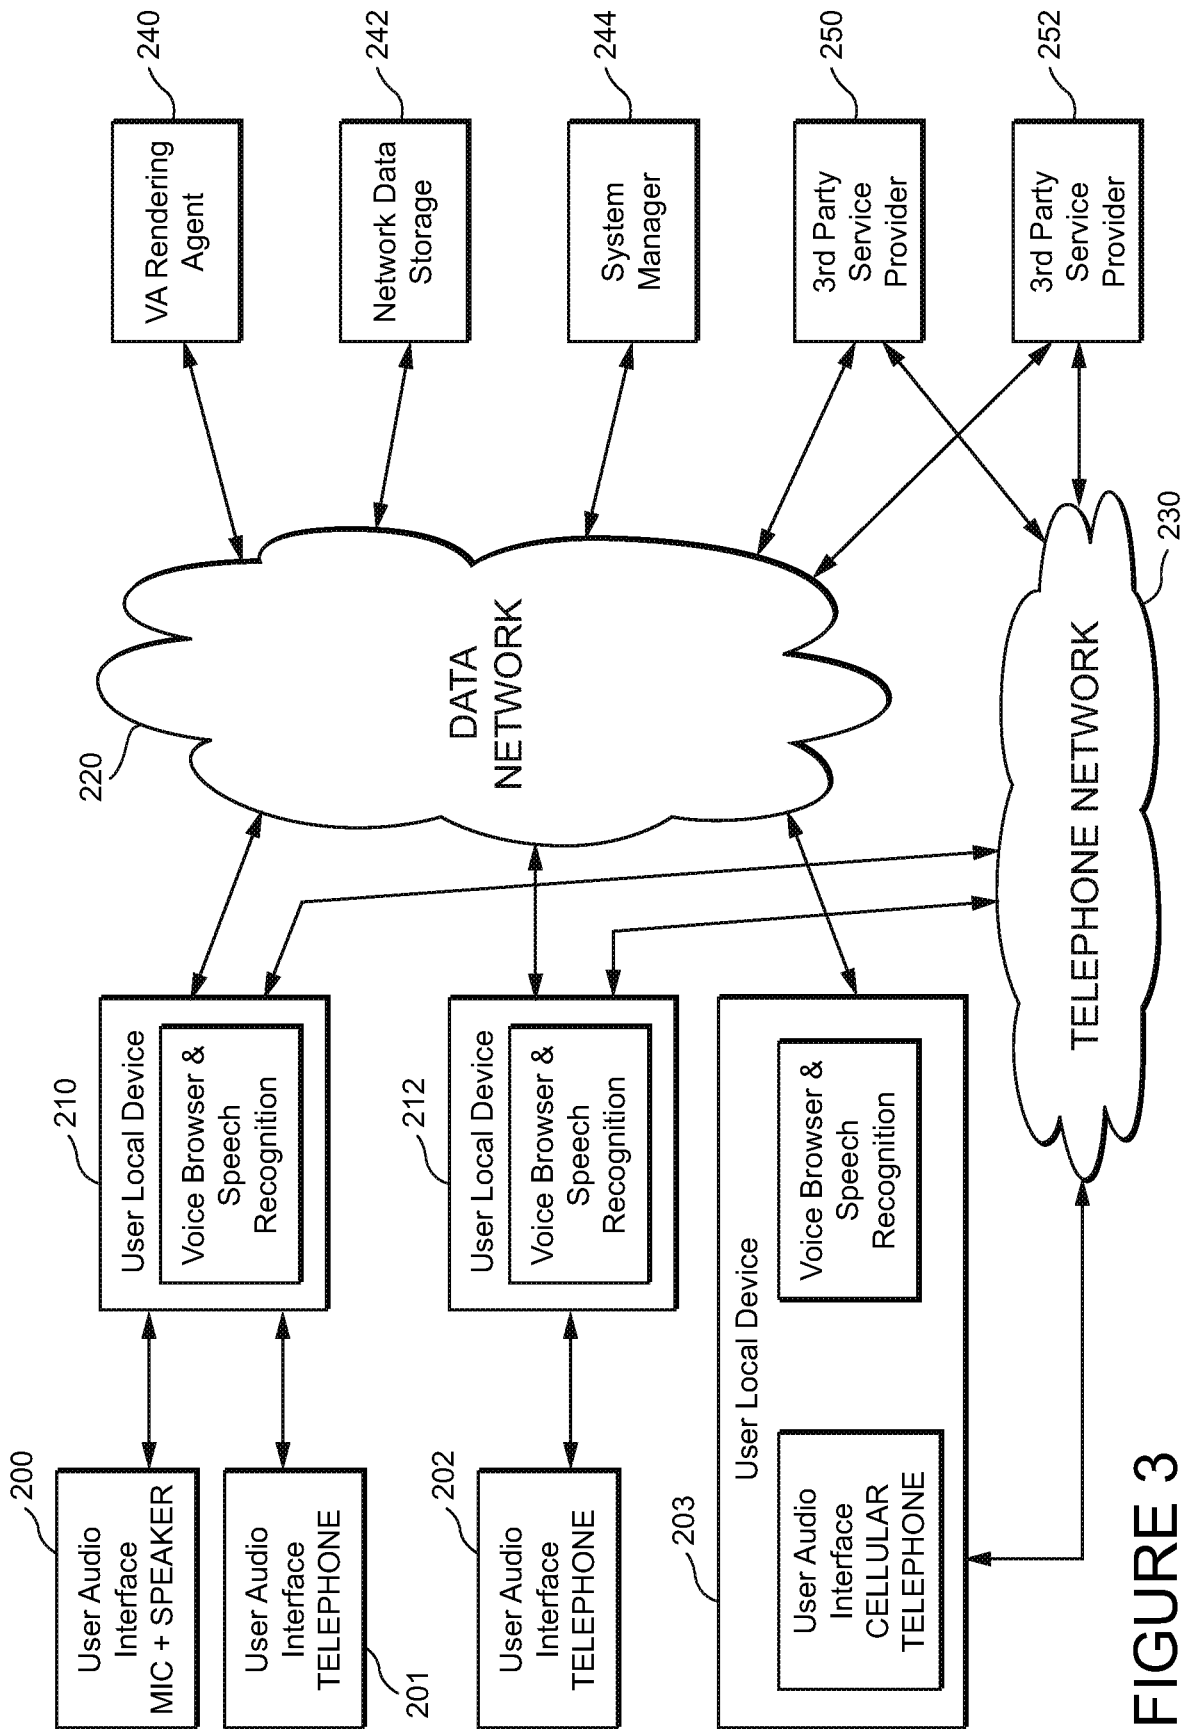 200
User Audio
Interface
MIC + SPEAKER
User Audio
Interface
TELEPHONE
201
202
User Audio
Interface
TELEPHONE
203
User Local Device
User Audio
Interface
CELLULAR
TELEPHONE
Voice Browser &
Speech
Recognition
210
User Local Device
Voice Browser &
Speech
Recognition
212
User Local Device
Voice Browser &
Speech
Recognition
220
DATA
NETWORK
TELEPHONE NETWORK
230
VA Rendering
Agent
240
Network Data
Storage
242
System
Manager
244
3rd Party
Service
Provider
250
3rd Party
Service
Provider
252
FIGURE 3